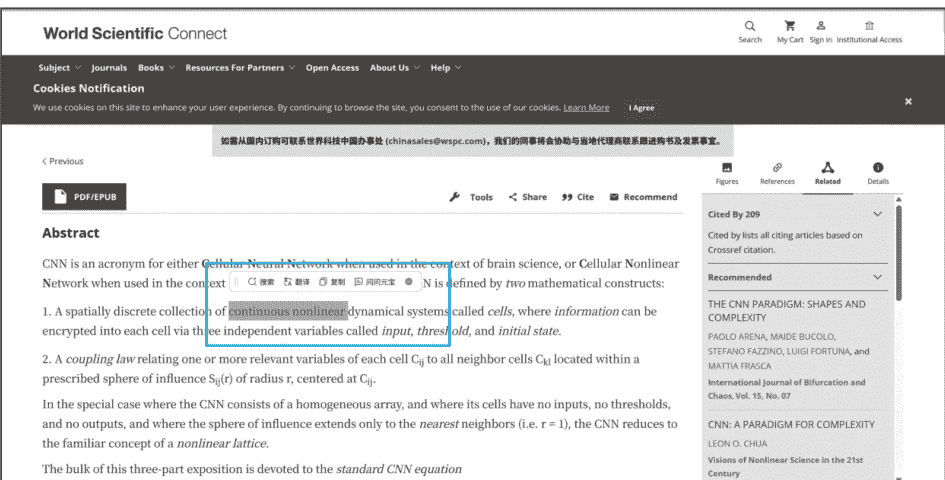 World Scientific Connect
Search My Cart Sign in Institutional Access
Subject Journals Books Resources For Partners Open Access About Us Help
Cookies Notification
We use cookies on this site to enhance your user experience. By continuing to browse the site, you consent to the use of our cookies. Learn More I Agree
如需从国内订购可联系世界科技中国办事处 (chinasales@wspc.com)，我们的同事将会协助与当地代理商联系跟进购书及发票事宜。
< Previous
PDF/EPUB
Tools Share Cite Recommend
Abstract
CNN is an acronym for either Cellular Neural Network when used in the context of brain science, or Cellular Nonlinear
Network when used in the context N is defined by two mathematical constructs:
搜索 翻译 复制 问问元宝
1. A spatially discrete collection of continuous nonlinear dynamical systems called cells, where information can be
encrypted into each cell via three independent variables called input, threshold, and initial state.
2. A coupling law relating one or more relevant variables of each cell Cij to all neighbor cells Ckl located within a
prescribed sphere of influence Sij(r) of radius r, centered at Cij.
In the special case where the CNN consists of a homogeneous array, and where its cells have no inputs, no thresholds,
and no outputs, and where the sphere of influence extends only to the nearest neighbors (i.e. r = 1), the CNN reduces to
the familiar concept of a nonlinear lattice.
The bulk of this three-part exposition is devoted to the standard CNN equation
Figures References Related Details
Cited By 209
Cited by lists all citing articles based on
Crossref citation.
Recommended
THE CNN PARADIGM: SHAPES AND
COMPLEXITY
PAOLO ARENA, MAIDE BUCOLO,
STEFANO FAZZINO, LUIGI FORTUNA, and
MATTIA FRASCA
International Journal of Bifurcation and
Chaos, Vol. 15, No. 07
CNN: A PARADIGM FOR COMPLEXITY
LEON O. CHUA
Visions of Nonlinear Science in the 21st
Century